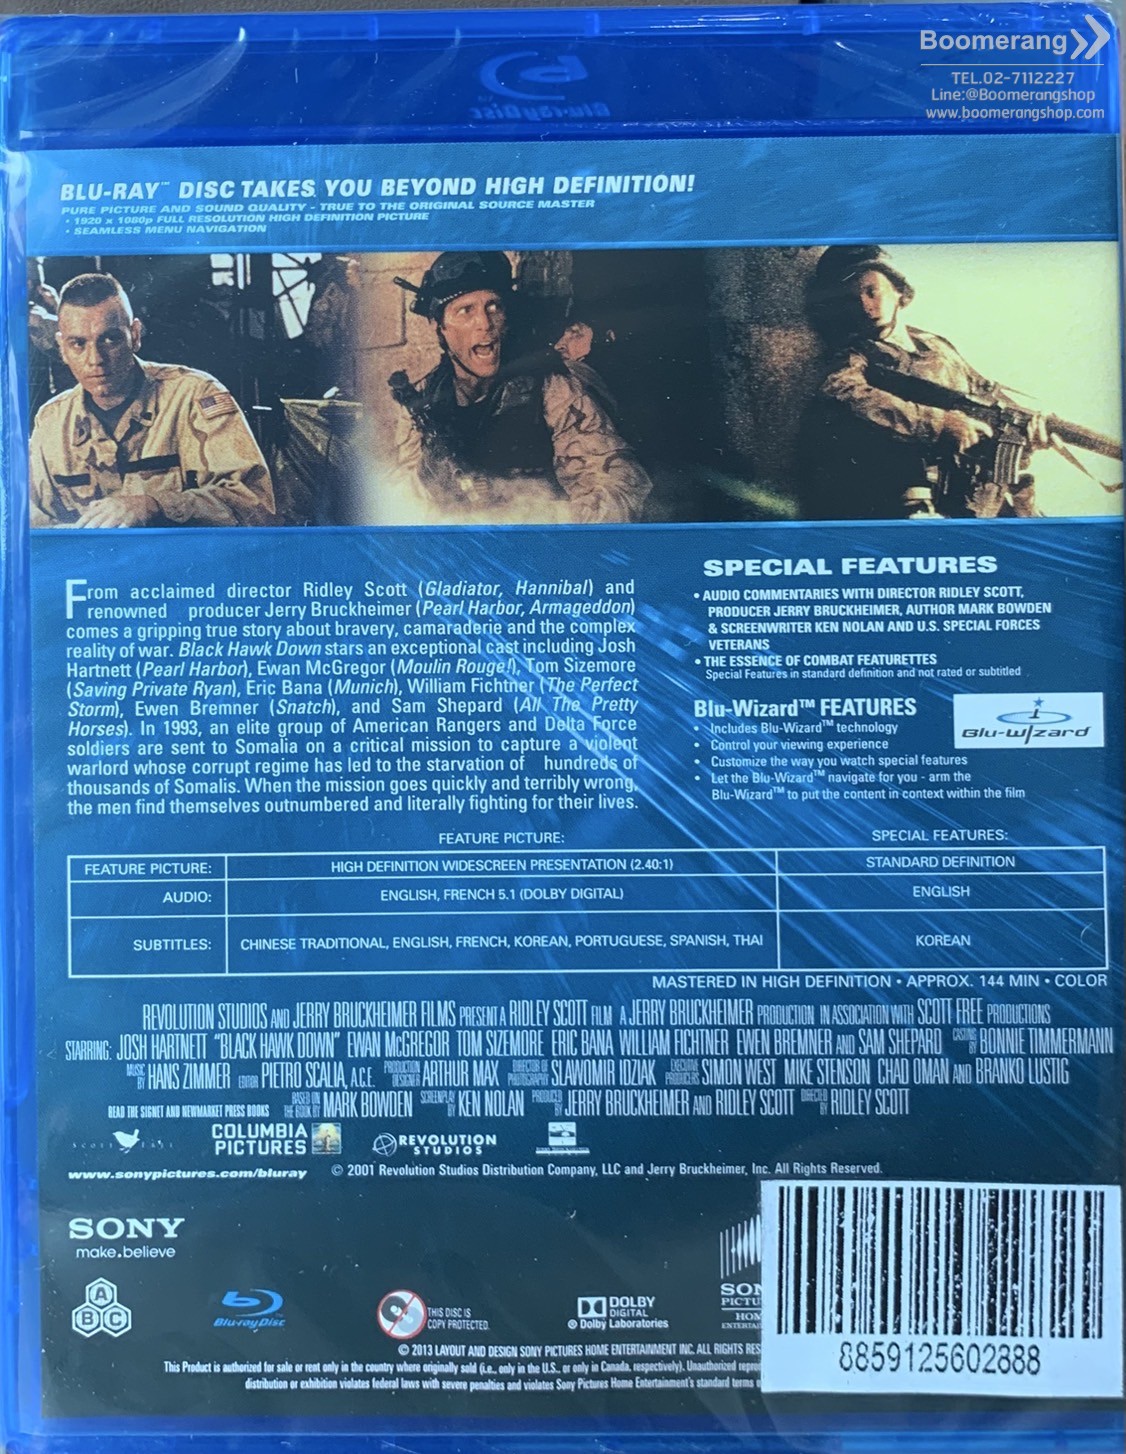 Boomerang
TEL.02-7112227
Line:@Boomerangshop
www.boomerangshop.com
Blu-ray Disc
BLU-RAY™ DISC TAKES YOU BEYOND HIGH DEFINITION!
PURE PICTURE AND SOUND QUALITY - TRUE TO THE ORIGINAL SOURCE MASTER
• 1920 x 1080p FULL RESOLUTION HIGH DEFINITION PICTURE
• SEAMLESS MENU NAVIGATION
From acclaimed director Ridley Scott (Gladiator, Hannibal) and
renowned producer Jerry Bruckheimer (Pearl Harbor, Armageddon)
comes a gripping true story about bravery, camaraderie and the complex
reality of war. Black Hawk Down stars an exceptional cast including Josh
Hartnett (Pearl Harbor), Ewan McGregor (Moulin Rouge!), Tom Sizemore
(Saving Private Ryan), Eric Bana (Munich), William Fichtner (The Perfect
Storm), Ewen Bremner (Snatch), and Sam Shepard (All The Pretty
Horses). In 1993, an elite group of American Rangers and Delta Force
soldiers are sent to Somalia on a critical mission to capture a violent
warlord whose corrupt regime has led to the starvation of hundreds of
thousands of Somalis. When the mission goes quickly and terribly wrong,
the men find themselves outnumbered and literally fighting for their lives.
SPECIAL FEATURES
• AUDIO COMMENTARIES WITH DIRECTOR RIDLEY SCOTT,
PRODUCER JERRY BRUCKHEIMER, AUTHOR MARK BOWDEN
& SCREENWRITER KEN NOLAN AND U.S. SPECIAL FORCES
VETERANS
• THE ESSENCE OF COMBAT FEATURETTES
Special Features in standard definition and not rated or subtitled
Blu-Wizard™ FEATURES
• Includes Blu-Wizard™ technology
• Control your viewing experience
• Customize the way you watch special features
• Let the Blu-Wizard™ navigate for you - arm the
Blu-Wizard™ to put the content in context within the film
Blu-wizard
FEATURE PICTURE: SPECIAL FEATURES:
FEATURE PICTURE: HIGH DEFINITION WIDESCREEN PRESENTATION (2.40:1) STANDARD DEFINITION
AUDIO: ENGLISH, FRENCH 5.1 (DOLBY DIGITAL) ENGLISH
SUBTITLES: CHINESE TRADITIONAL, ENGLISH, FRENCH, KOREAN, PORTUGUESE, SPANISH, THAI KOREAN
MASTERED IN HIGH DEFINITION • APPROX. 144 MIN • COLOR
REVOLUTION STUDIOS AND JERRY BRUCKHEIMER FILMS PRESENT A RIDLEY SCOTT FILM A JERRY BRUCKHEIMER PRODUCTION IN ASSOCIATION WITH SCOTT FREE PRODUCTIONS
STARRING: JOSH HARTNETT "BLACK HAWK DOWN" EWAN McGREGOR TOM SIZEMORE ERIC BANA WILLIAM FICHTNER EWEN BREMNER AND SAM SHEPARD CASTING BY BONNIE TIMMERMANN
MUSIC BY HANS ZIMMER EDITOR PIETRO SCALIA, A.C.E. PRODUCTION DESIGNER ARTHUR MAX DIRECTOR OF PHOTOGRAPHY SLAWOMIR IDZIAK EXECUTIVE PRODUCERS SIMON WEST MIKE STENSON CHAD OMAN AND BRANKO LUSTIG
READ THE SIGNET AND NEWMARKET PRESS BOOKS BASED ON THE BOOK BY MARK BOWDEN SCREENPLAY BY KEN NOLAN PRODUCED BY JERRY BRUCKHEIMER AND RIDLEY SCOTT DIRECTED BY RIDLEY SCOTT
COLUMBIA
PICTURES
REVOLUTION
STUDIOS
www.sonypictures.com/bluray © 2001 Revolution Studios Distribution Company, LLC and Jerry Bruckheimer, Inc. All Rights Reserved.
SONY
make.believe
A
B C
Blu-ray Disc
THIS DISC IS
COPY PROTECTED.
DOLBY
DIGITAL
® Dolby Laboratories
© 2013 LAYOUT AND DESIGN SONY PICTURES HOME ENTERTAINMENT INC. ALL RIGHTS
This Product is authorized for sale or rent only in the country where originally sold (i.e., only in the U.S. or only in Canada, respectively). Unauthorized
distribution or exhibition violates federal laws with severe penalties and violates Sony Pictures Home Entertainment's standard terms
8859125602888